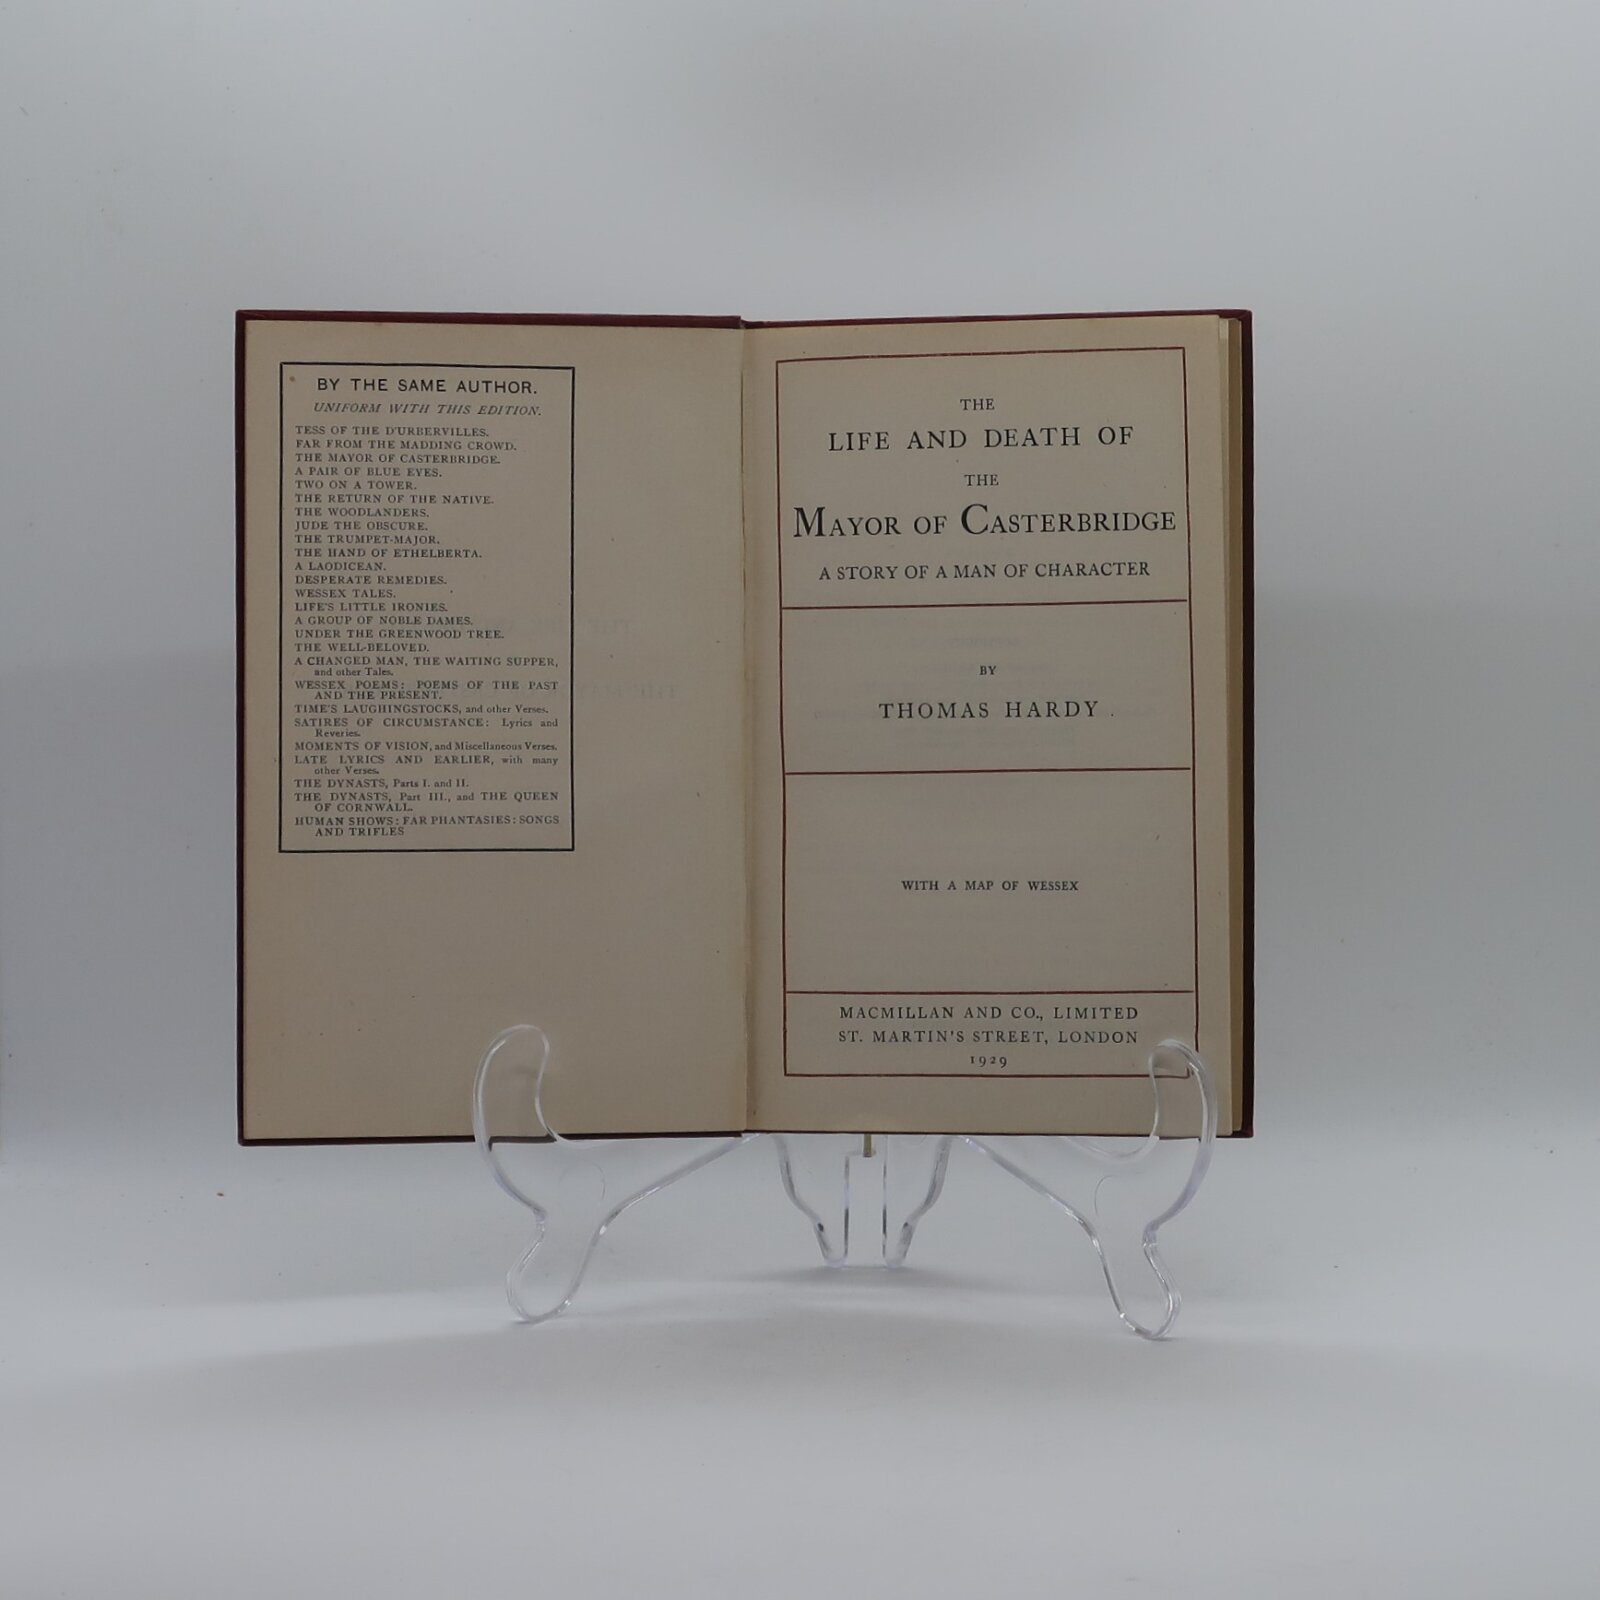 BY THE SAME AUTHOR.
UNIFORM WITH THIS EDITION.
TESS OF THE D'URBERVILLES.
FAR FROM THE MADDING CROWD.
THE MAYOR OF CASTERBRIDGE.
A PAIR OF BLUE EYES.
TWO ON A TOWER.
THE RETURN OF THE NATIVE.
THE WOODLANDERS.
JUDE THE OBSCURE.
THE TRUMPET-MAJOR.
THE HAND OF ETHELBERTA.
A LAODICEAN.
DESPERATE REMEDIES.
WESSEX TALES.
LIFE'S LITTLE IRONIES.
A GROUP OF NOBLE DAMES.
UNDER THE GREENWOOD TREE.
THE WELL-BELOVED.
A CHANGED MAN, THE WAITING SUPPER,
and other Tales.
WESSEX POEMS: POEMS OF THE PAST
AND THE PRESENT.
TIME'S LAUGHINGSTOCKS, and other Verses.
SATIRES OF CIRCUMSTANCE: Lyrics and
Reveries.
MOMENTS OF VISION, and Miscellaneous Verses.
LATE LYRICS AND EARLIER, with many
other Verses.
THE DYNASTS, Parts I. and II.
THE DYNASTS, Part III., and THE QUEEN
OF CORNWALL.
HUMAN SHOWS: FAR PHANTASIES: SONGS
AND TRIFLES
THE
LIFE AND DEATH OF
THE
MAYOR OF CASTERBRIDGE
A STORY OF A MAN OF CHARACTER
BY
THOMAS HARDY
WITH A MAP OF WESSEX
MACMILLAN AND CO., LIMITED
ST. MARTIN'S STREET, LONDON
1929